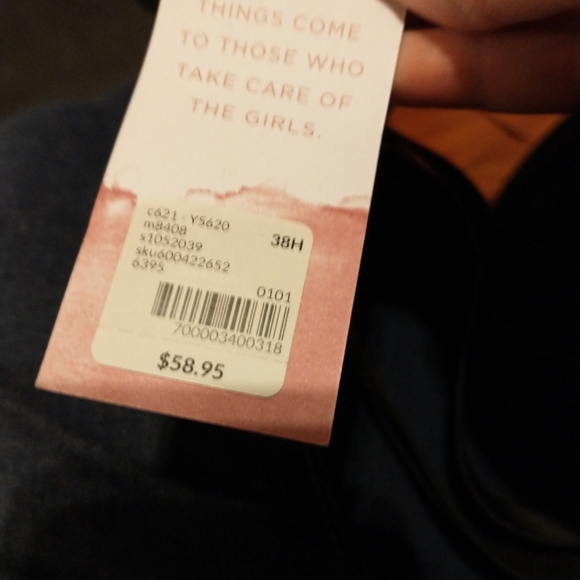 THINGS COME
TO THOSE WHO
TAKE CARE OF
THE GIRLS.
c621 - Y5620
m8408
38H
s1052039
sku600422652
6395
0101
700003400318
$58.95